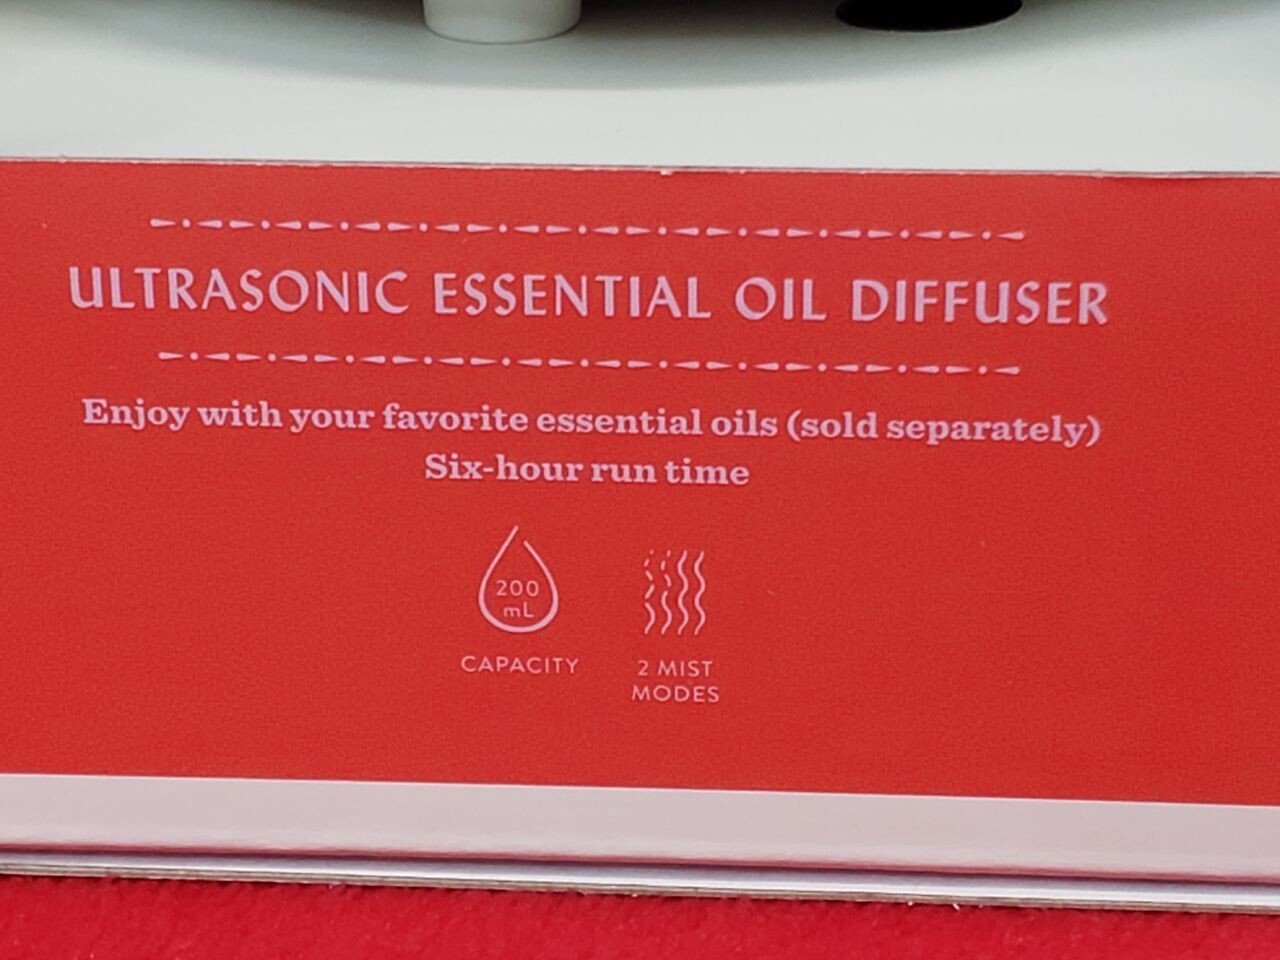 ULTRASONIC ESSENTIAL OIL DIFFUSER
Enjoy with your favorite essential oils (sold separately)
Six-hour run time
200
mL
CAPACITY
2 MIST
MODES